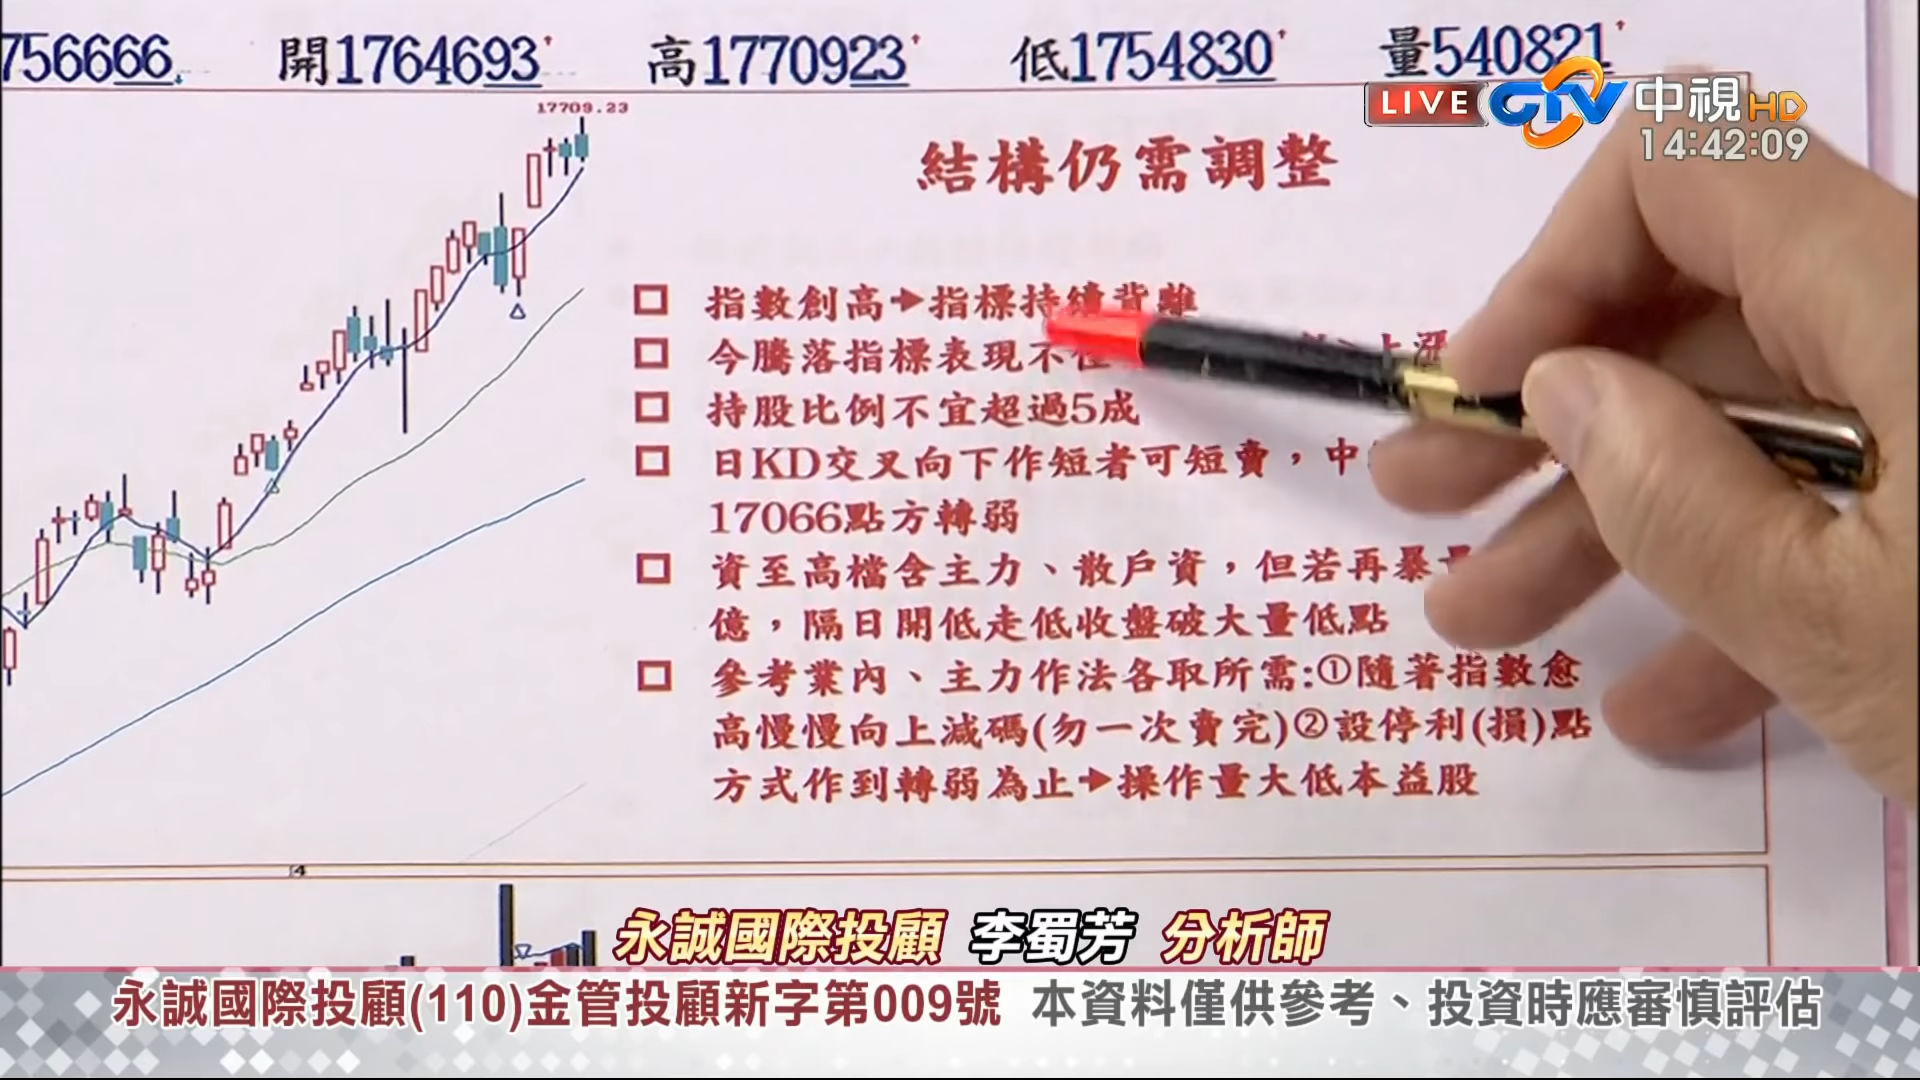 756666 開1764693 高1770923 低1754830 量540821
LIVE CTV 中視HD
14:42:09
17709.23
結構仍需調整
指數創高→指標持續背離
今騰落指標表現不佳 上漲
持股比例不宜超過5成
日KD交叉向下作短者可短賣,中
17066點方轉弱
資至高檔含主力、散戶資,但若再暴量
億,隔日開低走低收盤破大量低點
參考業內、主力作法各取所需:①隨著指數愈
高慢慢向上減碼(勿一次賣完)②設停利(損)點
方式作到轉弱為止→操作量大低本益股
4
永誠國際投顧 李蜀芳 分析師
永誠國際投顧(110)金管投顧新字第009號 本資料僅供參考、投資時應審慎評估